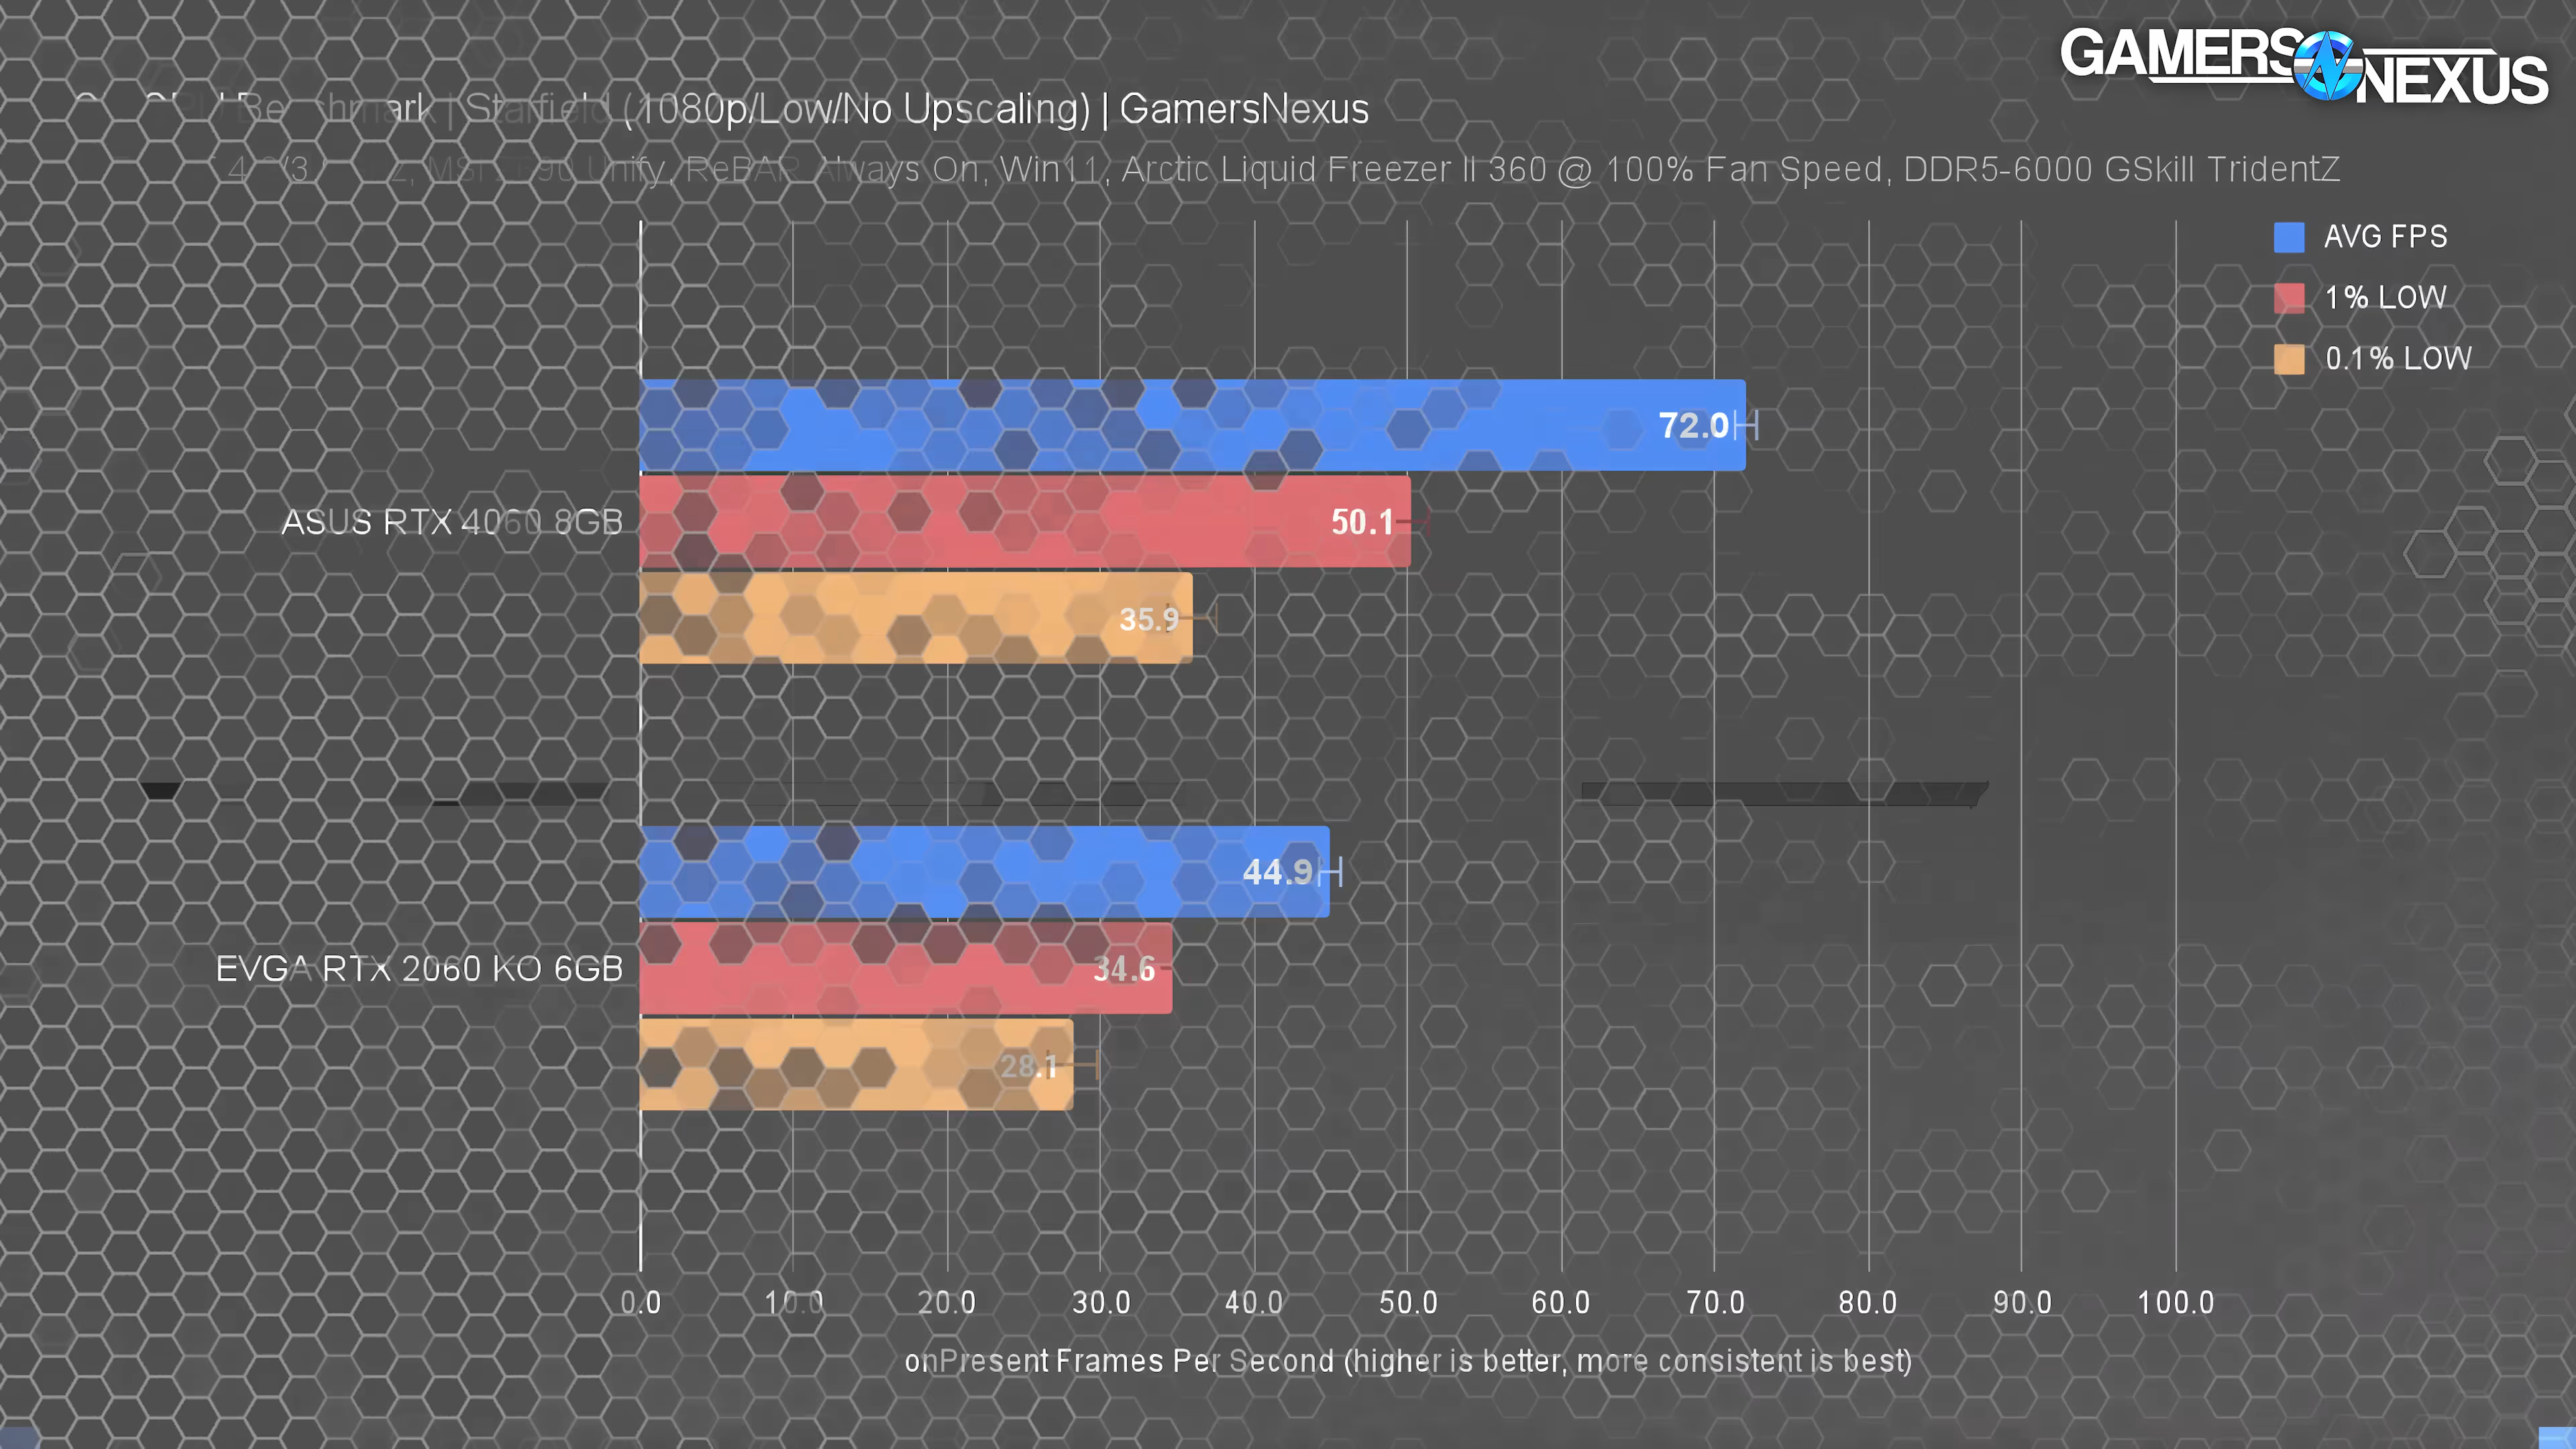 GAMERS NEXUS
Starfield (1080p/Low/No Upscaling) | GamersNexus
Unify, ReBAR Always On, Win11, Arctic Liquid Freezer II 360 @ 100% Fan Speed, DDR5-6000 GSkill TridentZ
AVG FPS
1% LOW
0.1% LOW
72.0
ASUS RTX 4060 8GB
50.1
35.9
44.9
EVGA RTX 2060 KO 6GB
34.6
28.1
0.0 10.0 20.0 30.0 40.0 50.0 60.0 70.0 80.0 90.0 100.0
onPresent Frames Per Second (higher is better, more consistent is best)